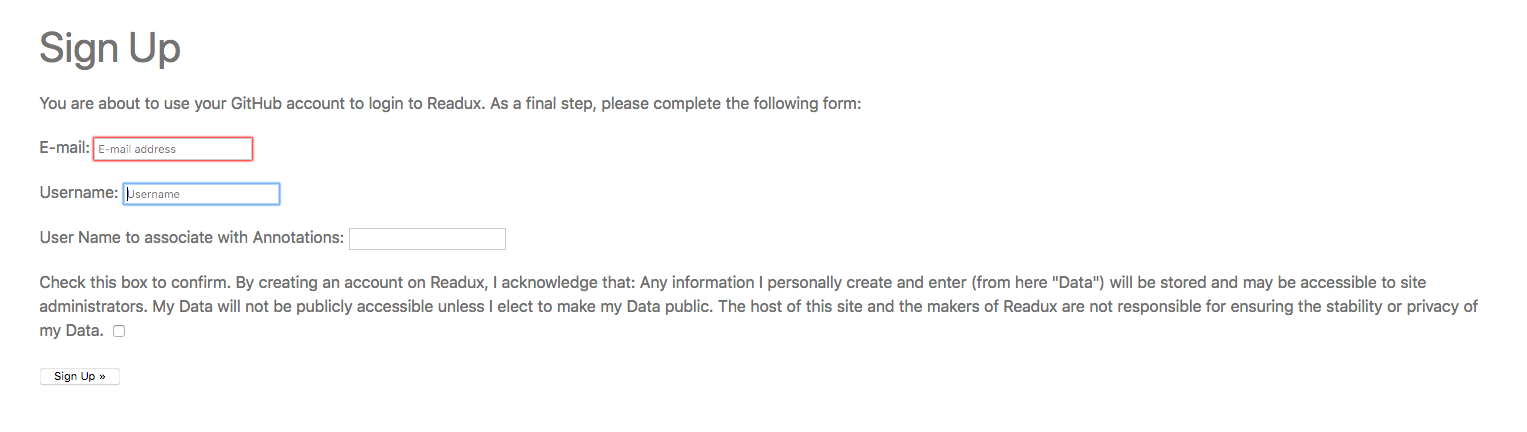 Sign Up
You are about to use your GitHub account to login to Readux. As a final step, please complete the following form:
E-mail: E-mail address
Username: Username
User Name to associate with Annotations:
Check this box to confirm. By creating an account on Readux, I acknowledge that: Any information I personally create and enter (from here "Data") will be stored and may be accessible to site
administrators. My Data will not be publicly accessible unless I elect to make my Data public. The host of this site and the makers of Readux are not responsible for ensuring the stability or privacy of
my Data.
Sign Up »